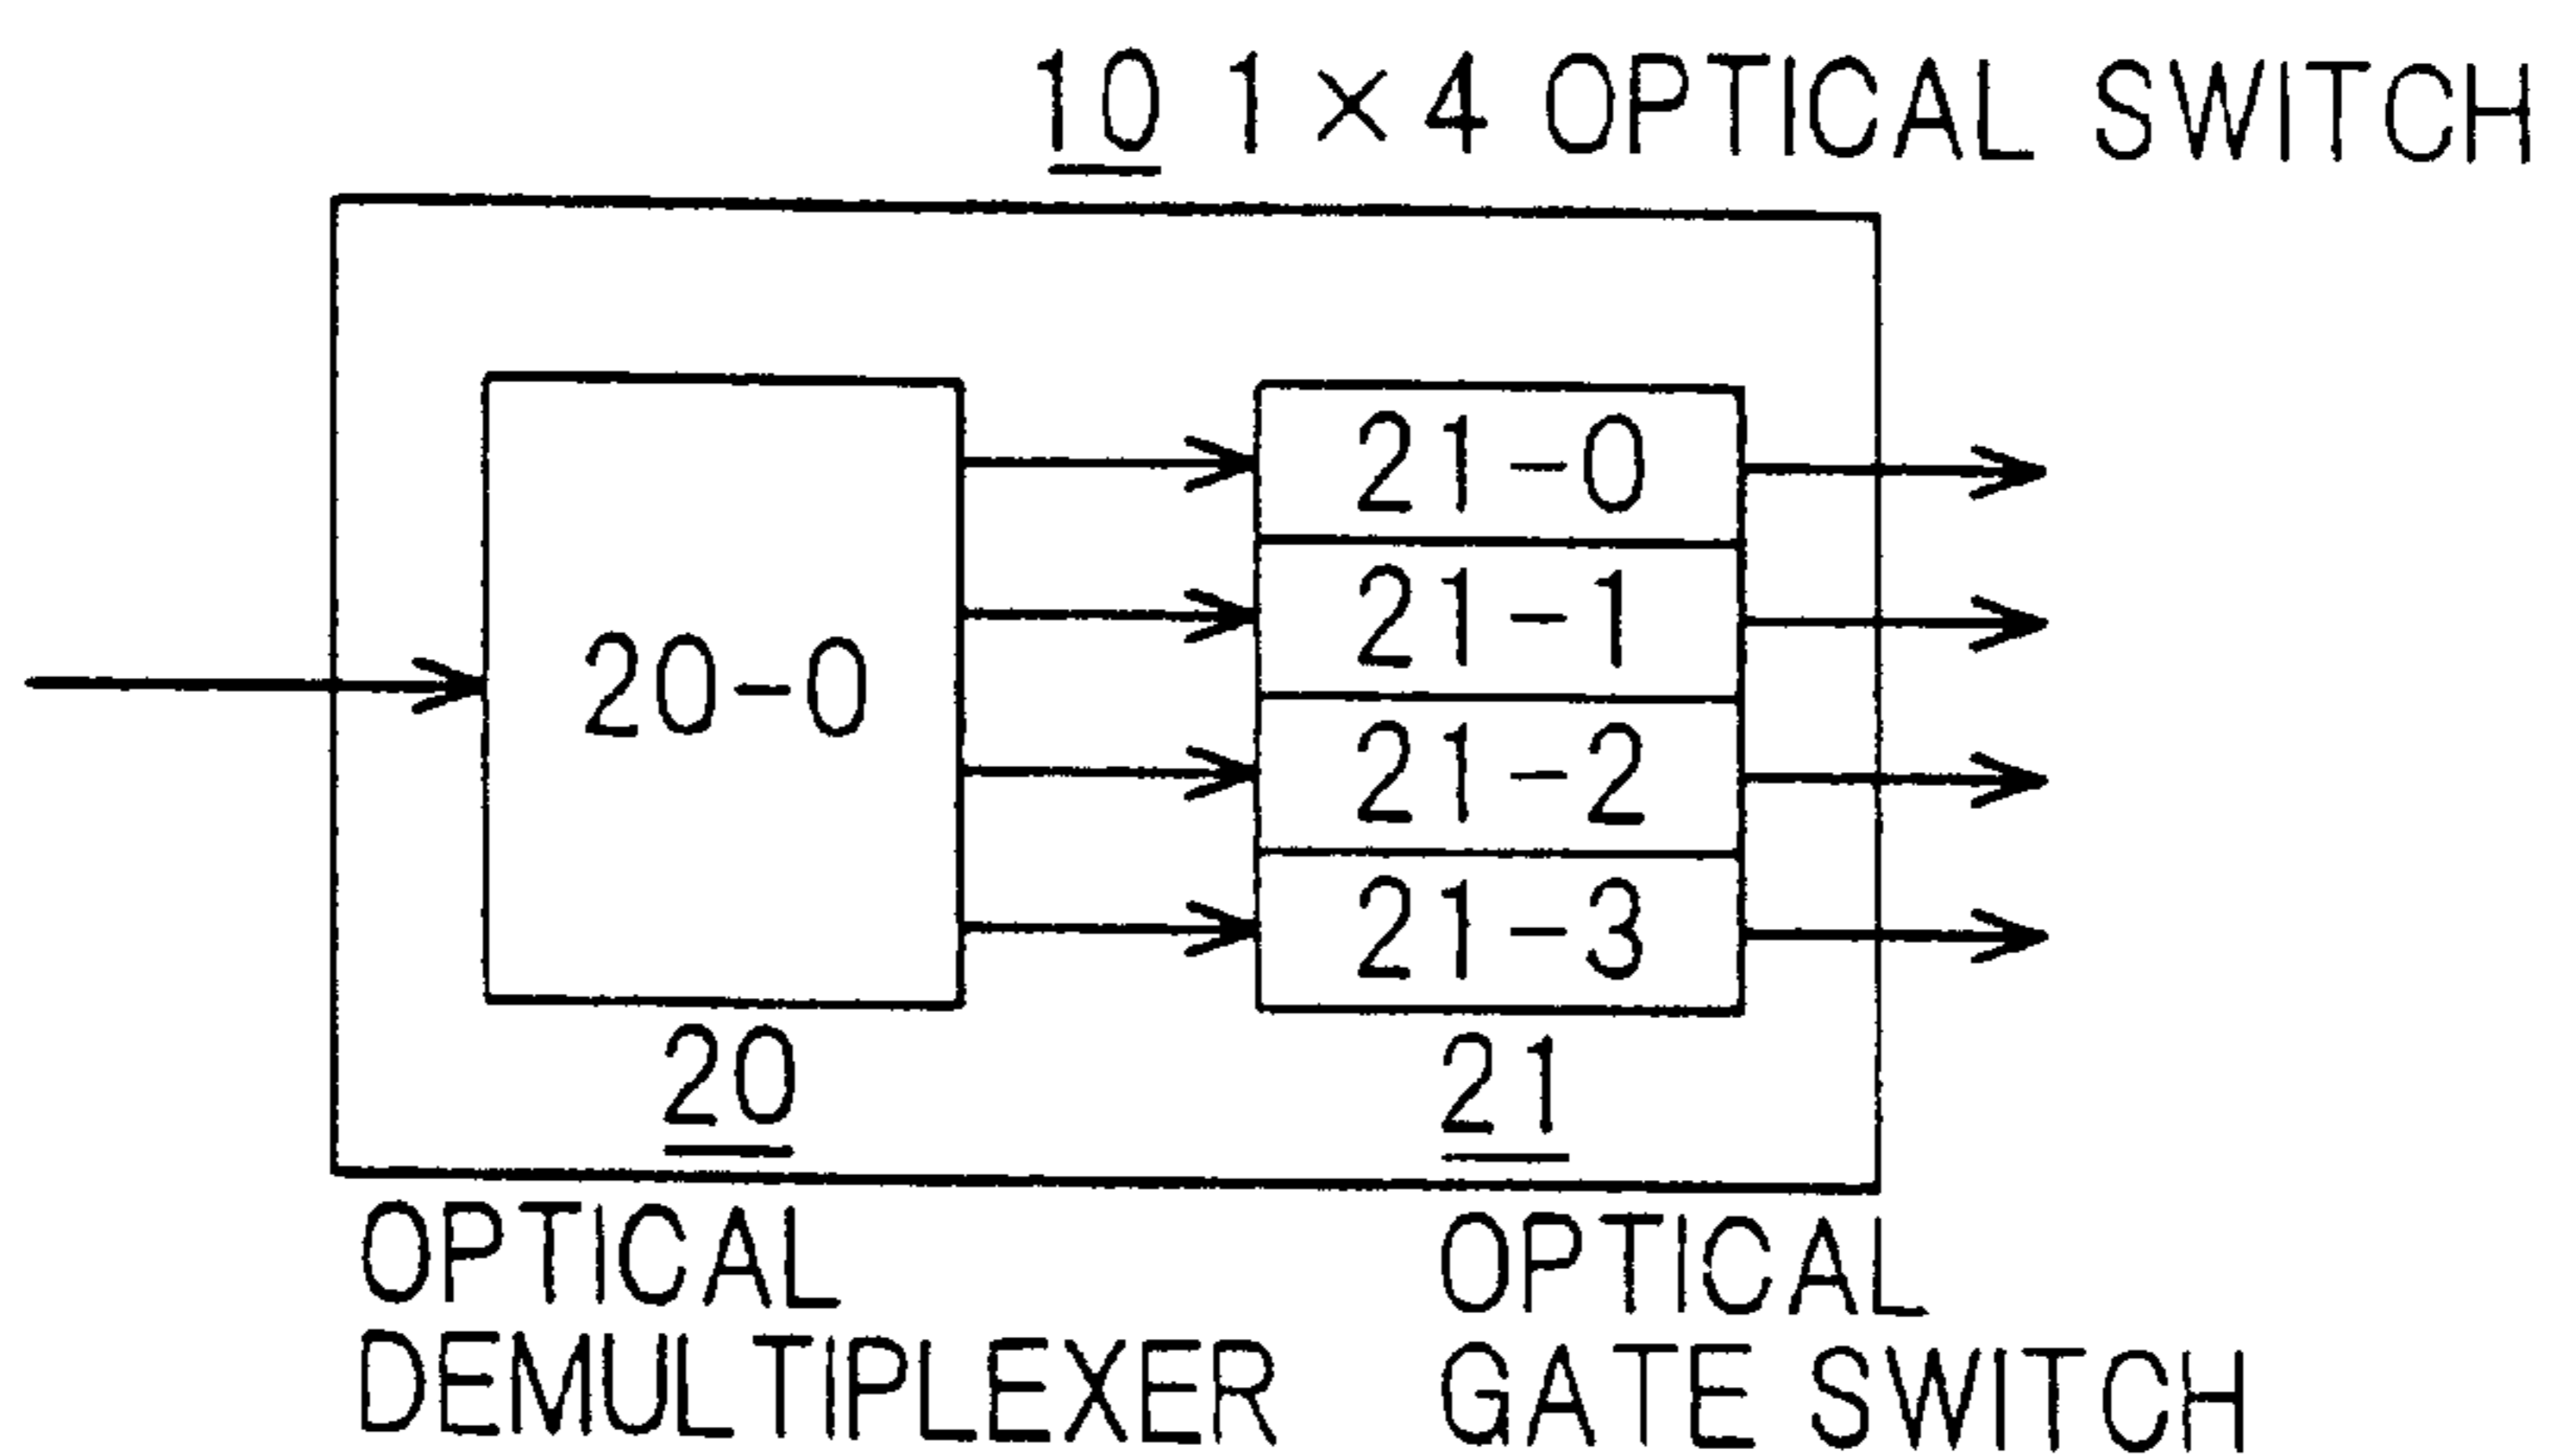 10 1×4 OPTICAL SWITCH
21-0
21-1
20-0
21-2
21-3
20
21
OPTICAL
DEMULTIPLEXER
OPTICAL
GATE SWITCH